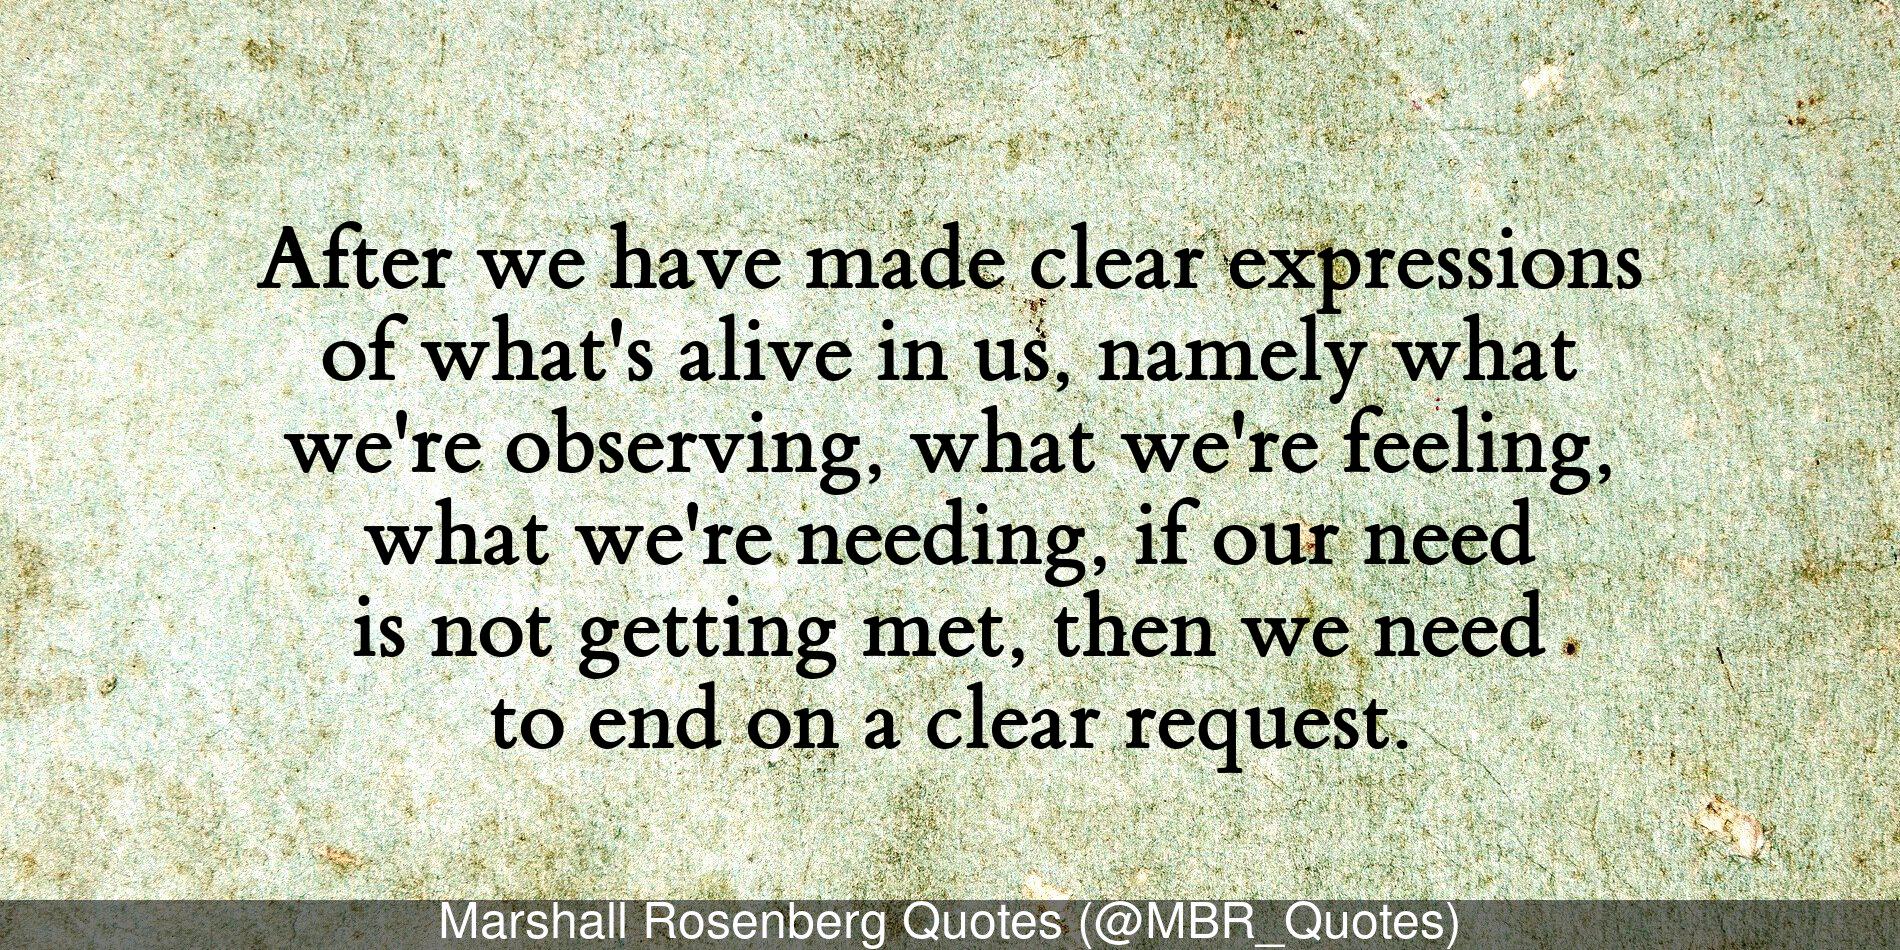 After we have made clear expressions
of what's alive in us, namely what
we're observing, what we're feeling,
what we're needing, if our need
is not getting met, then we need
to end on a clear request.
Marshall Rosenberg Quotes (@MBR_Quotes)